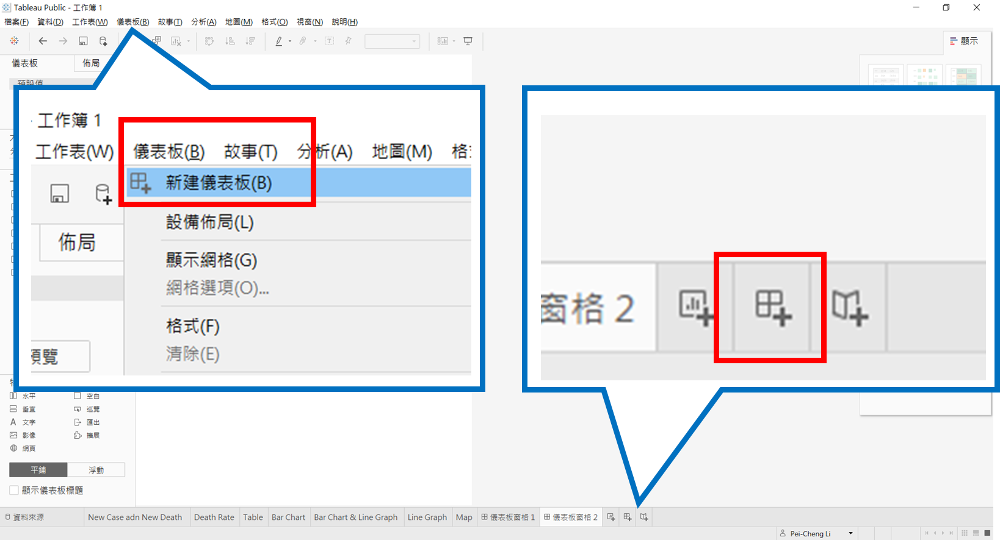 Tableau Public - 工作簿 1
檔案(F) 資料(D) 工作表(W) 儀表板(B) 故事(T) 分析(A) 地圖(M) 格式(O) 視窗(N) 說明(H)
顯示
儀表板 佈局
預設值
工作簿 1
工作表(W) 儀表板(B) 故事(T) 分析(A) 地圖(M)
新建儀表板(B)
設備佈局(L)
佈局
顯示網格(G)
網格選項(O)...
格式(F)
清除(E)
預覽
窗格 2
水平 空白
垂直 巡覽
文字 匯出
影像 擴展
網頁
平鋪 浮動
顯示儀表板標題
資料來源 New Case adn New Death Death Rate Table Bar Chart Bar Chart & Line Graph Line Graph Map 儀表板窗格 1 儀表板窗格 2
Pei-Cheng Li